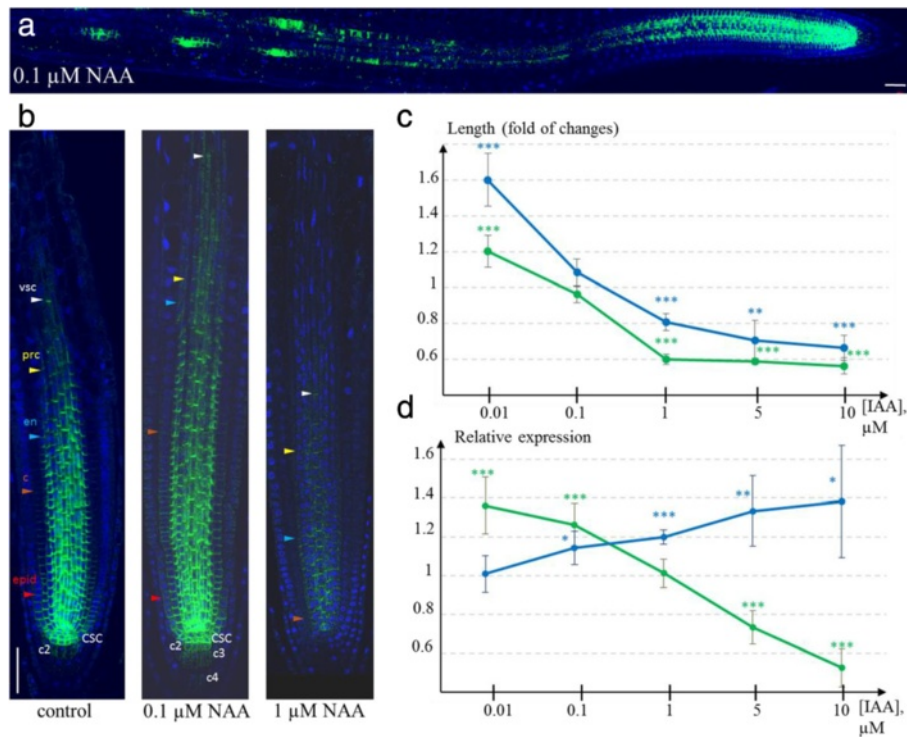 a
0.1 µM NAA
b
vsc
prc
en
c
epid
CSC
c2
control
c2
CSC
c3
c4
0.1 µM NAA
1 µM NAA
c
Length (fold of changes)
***
1.6
1.4
***
1.2
1
***
**
***
0.8
***
***
***
0.6
0.01
0.1
1
5
10
[IAA],
µM
d
Relative expression
1.6
***
***
**
*
1.4
***
1.2
*
1
***
0.8
***
0.6
0.01
0.1
1
5
10
[IAA],
µM